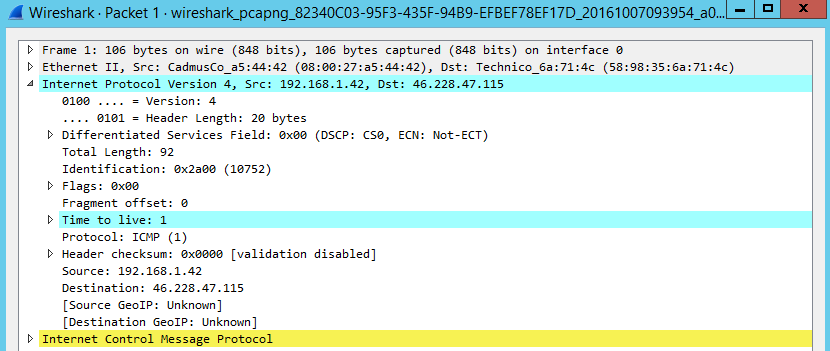 Wireshark · Packet 1 · wireshark_pcapng_82340C03-95F3-435F-94B9-EFBEF78EF17D_20161007093954_a0...
Frame 1: 106 bytes on wire (848 bits), 106 bytes captured (848 bits) on interface 0
Ethernet II, Src: CadmusCo_a5:44:42 (08:00:27:a5:44:42), Dst: Technico_6a:71:4c (58:98:35:6a:71:4c)
Internet Protocol Version 4, Src: 192.168.1.42, Dst: 46.228.47.115
0100 .... = Version: 4
.... 0101 = Header Length: 20 bytes
Differentiated Services Field: 0x00 (DSCP: CS0, ECN: Not-ECT)
Total Length: 92
Identification: 0x2a00 (10752)
Flags: 0x00
Fragment offset: 0
Time to live: 1
Protocol: ICMP (1)
Header checksum: 0x0000 [validation disabled]
Source: 192.168.1.42
Destination: 46.228.47.115
[Source GeoIP: Unknown]
[Destination GeoIP: Unknown]
Internet Control Message Protocol